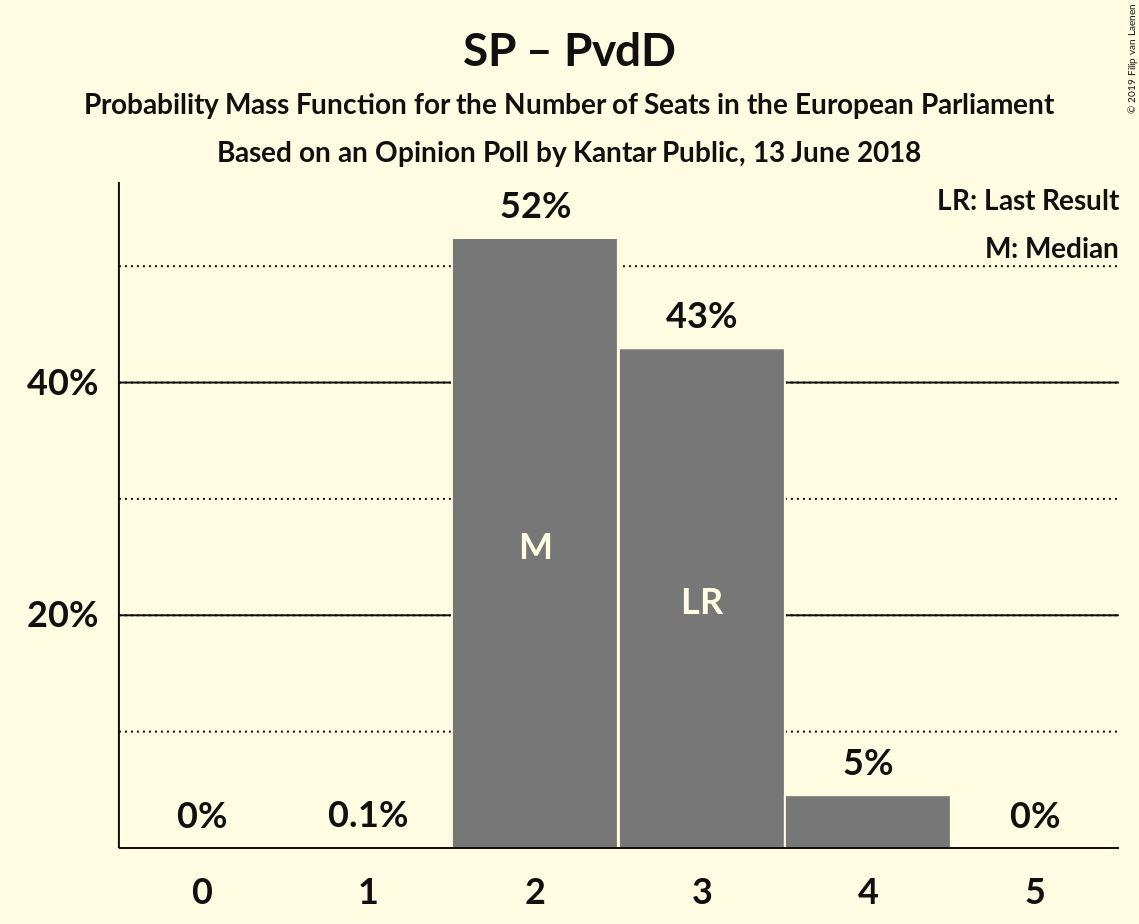 SP – PvdD
Probability Mass Function for the Number of Seats in the European Parliament
Based on an Opinion Poll by Kantar Public, 13 June 2018
© 2019 Filip van Laenen
LR: Last Result
M: Median
52%
43%
40%
M
LR
20%
5%
0%
0.1%
0%
0
1
2
3
4
5